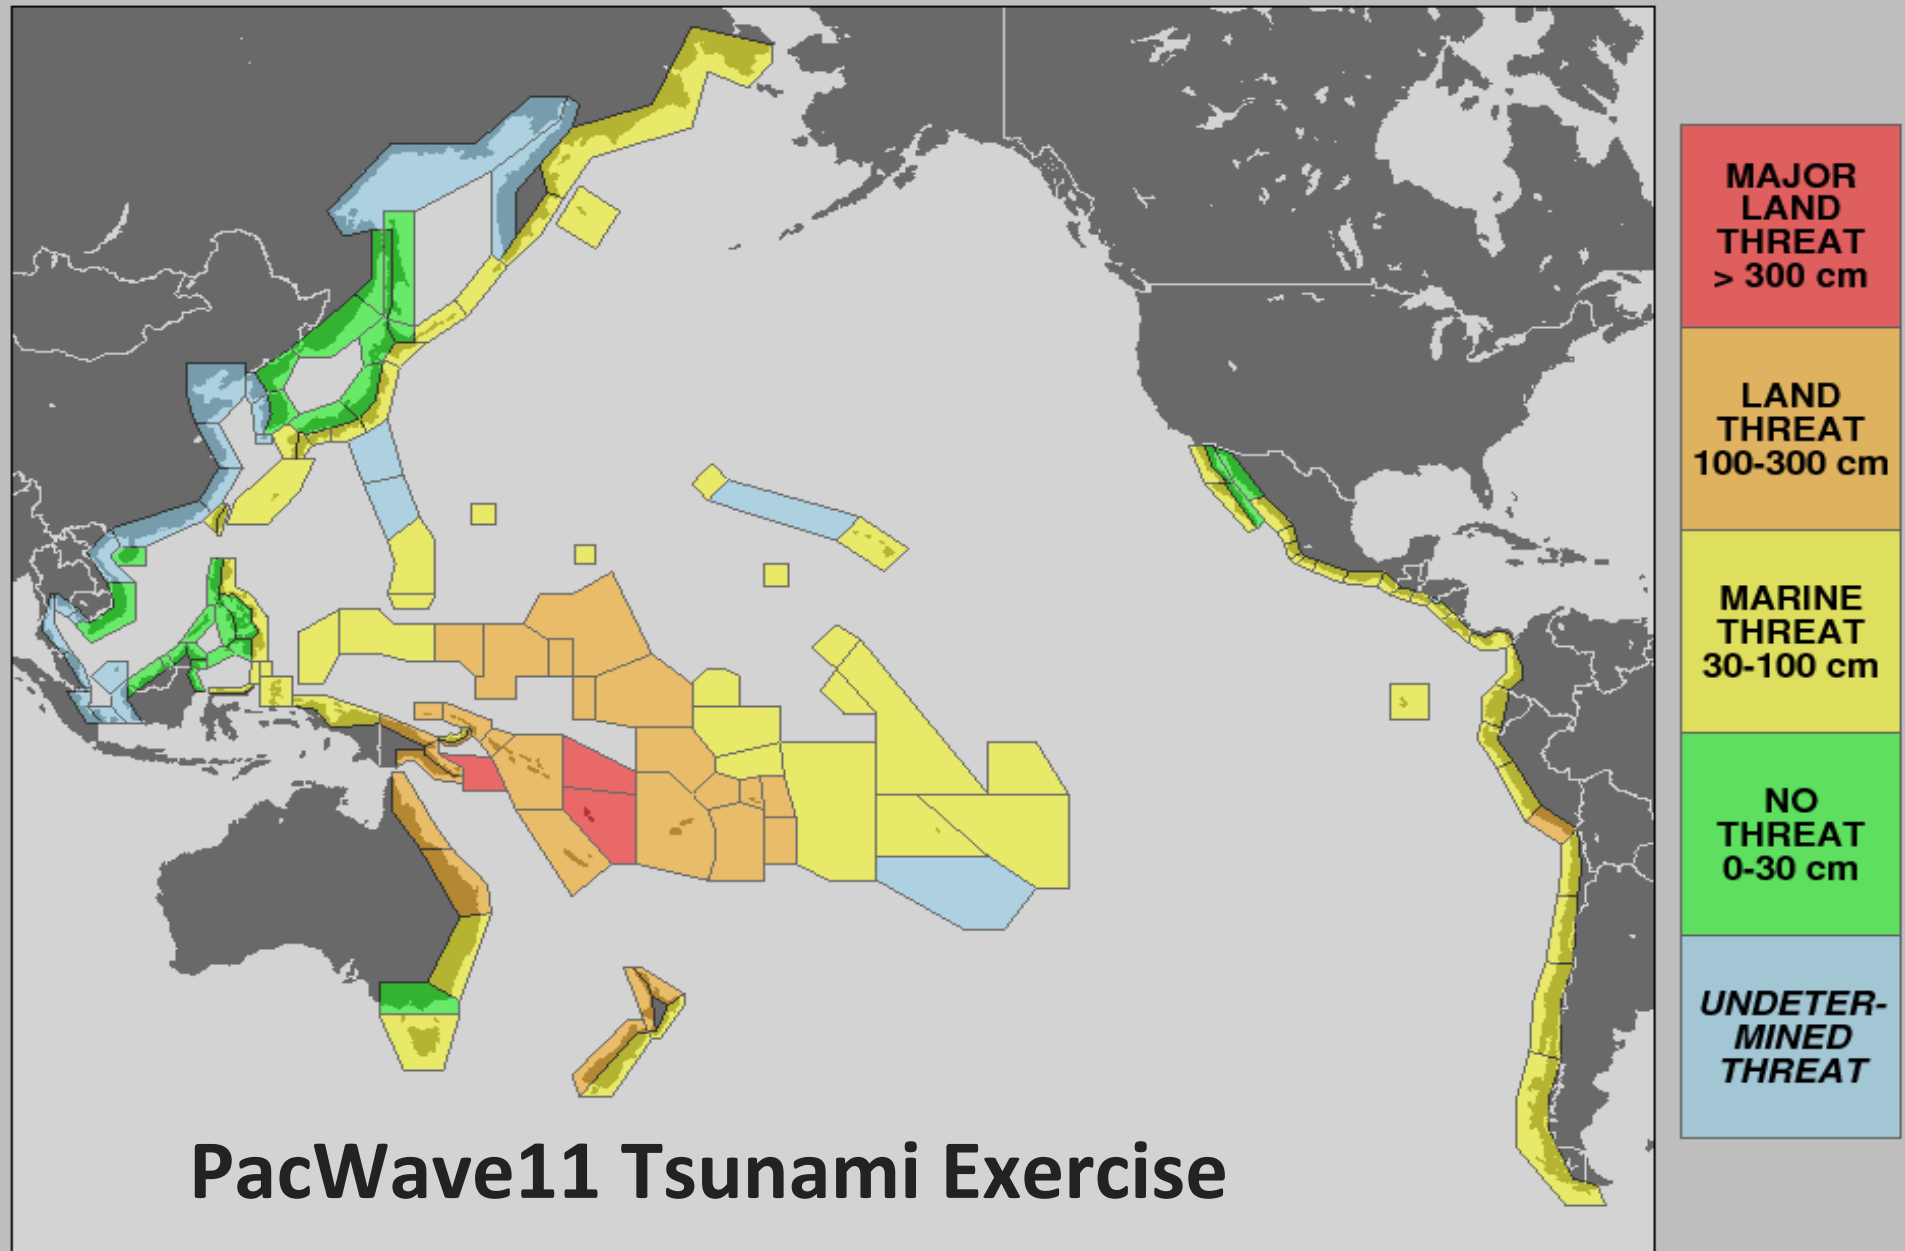 MAJOR
LAND
THREAT
> 300 cm
LAND
THREAT
100-300 cm
MARINE
THREAT
30-100 cm
NO
THREAT
0-30 cm
UNDETER-
MINED
THREAT
PacWave11 Tsunami Exercise